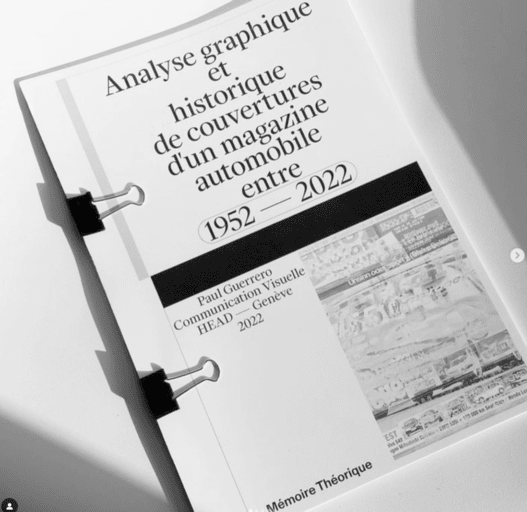 Analyse graphique
et
historique
de couvertures
d'un magazine
automobile
entre
1952 — 2022
Paul Guerrero
Communication Visuelle
HEAD — Genève
2022
Mémoire Théorique